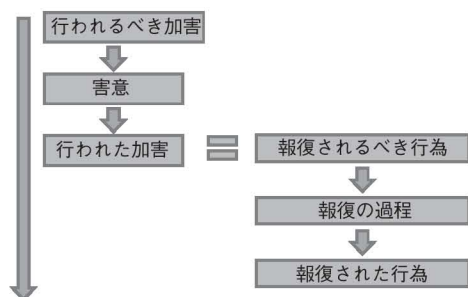 行われるべき加害
害意
行われた加害
報復されるべき行為
報復の過程
報復された行為